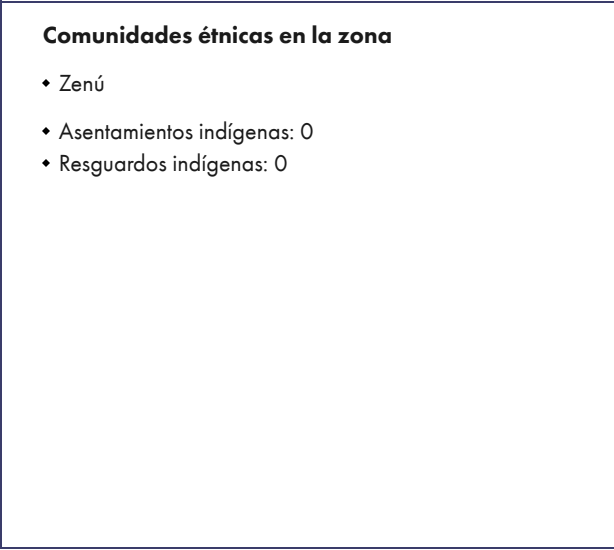 Comunidades étnicas en la zona
◆ Zenú
◆ Asentamientos indígenas: 0
◆ Resguardos indígenas: 0